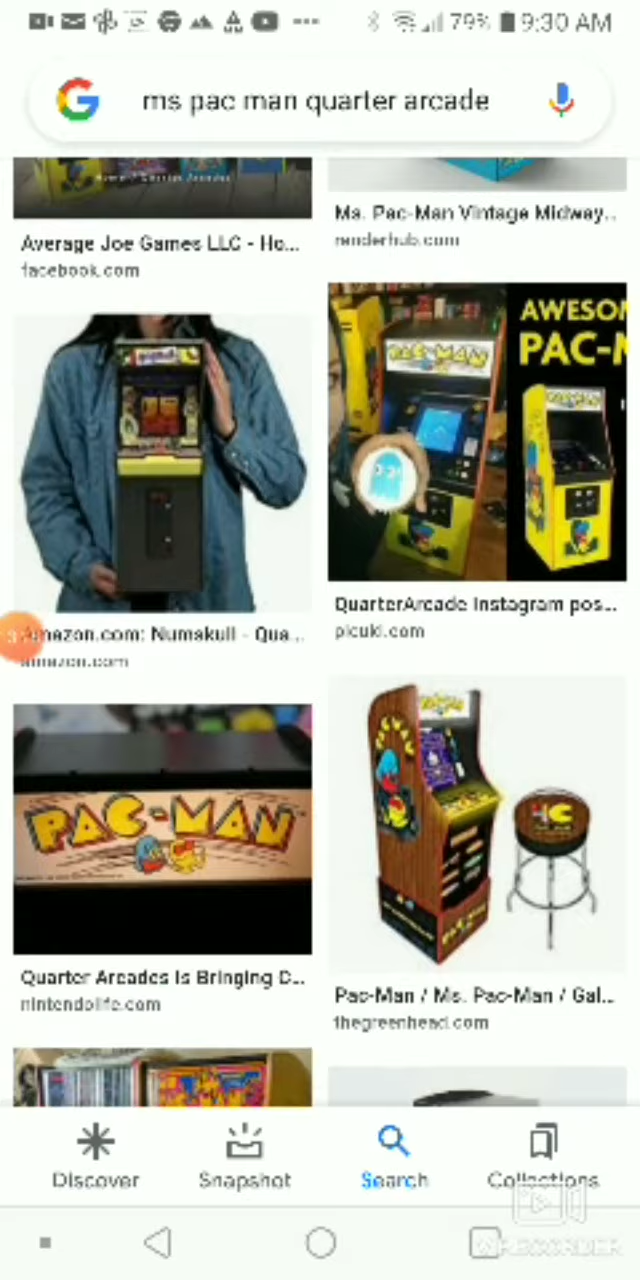 79% 9:30 AM
ms pac man quarter arcade
Average Joe Games LLC - Ho...
facebook.com
Ms. Pac-Man Vintage Midway..
renderhub.com
PAC-MAN
AWESOM
PAC-M
Amazon.com: Numskull - Qua...
amazon.com
QuarterArcade Instagram pos...
picuki.com
PAC-MAN
Quarter Arcades Is Bringing C...
nintendolife.com
Pac-Man / Ms. Pac-Man / Gal...
thegreenhead.com
Discover
Snapshot
Search
Collections
RECORDER